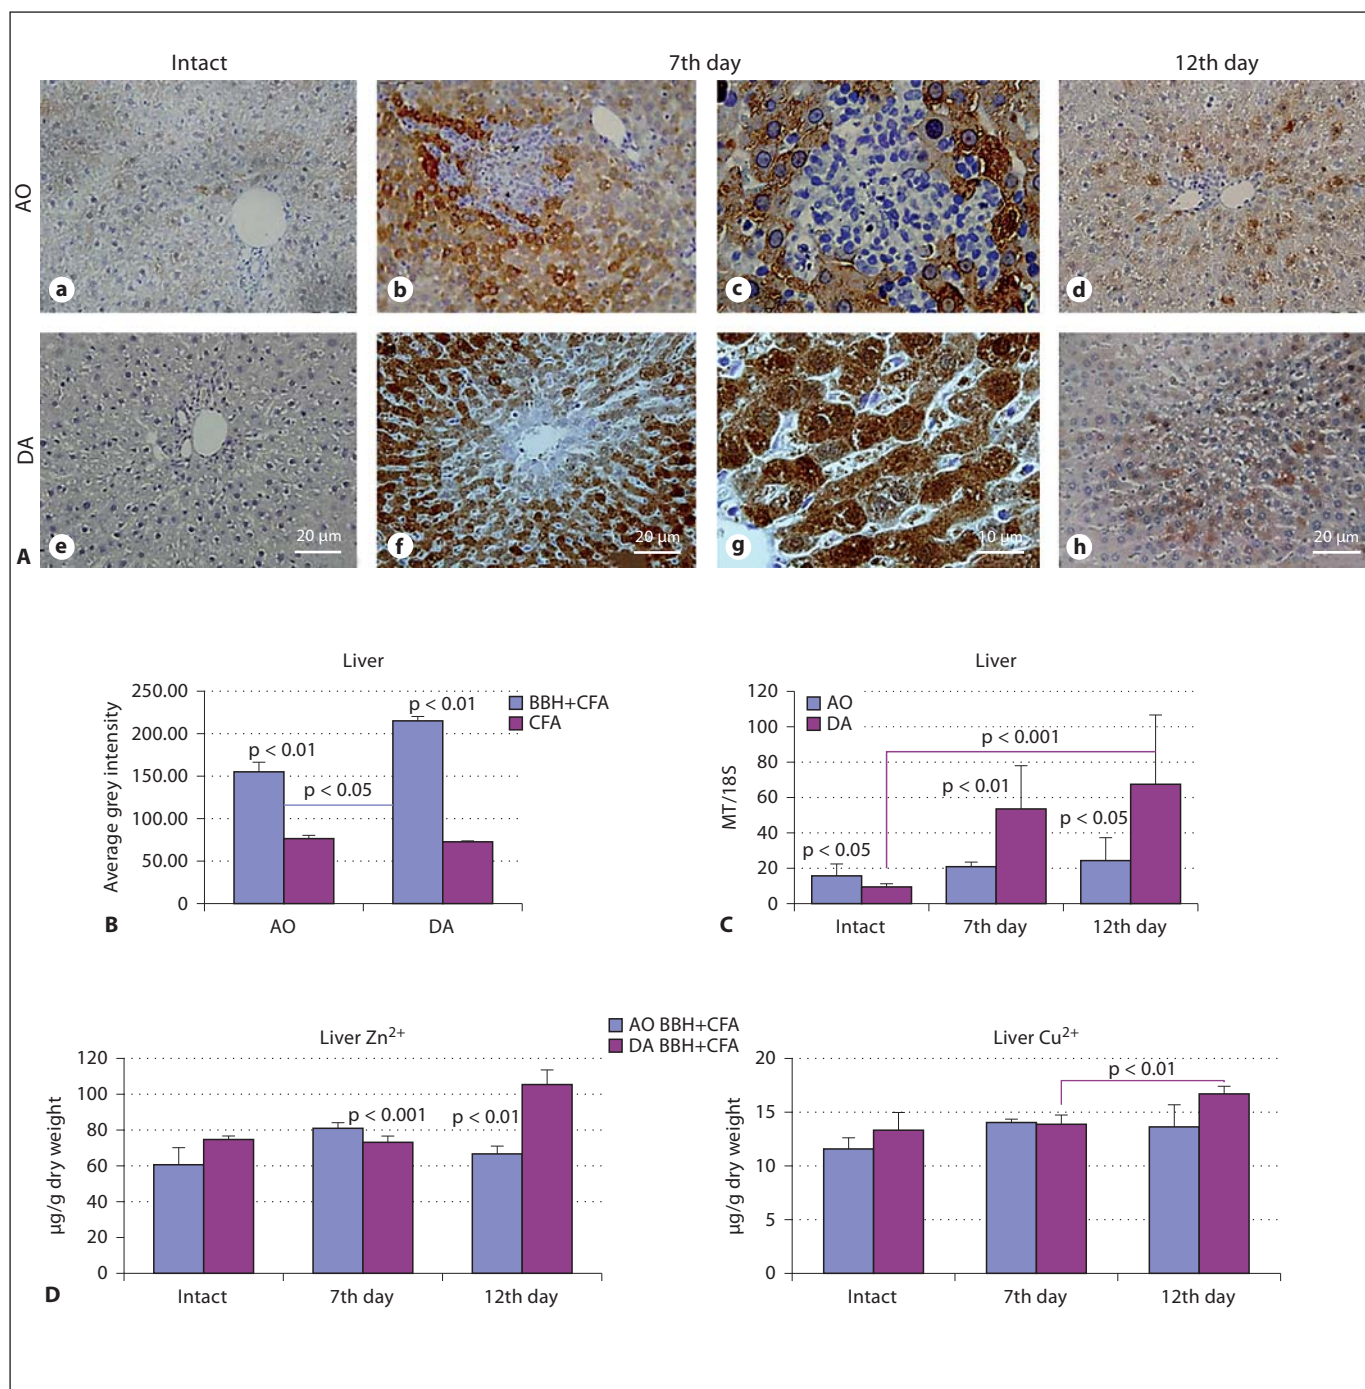 Intact 7th day 12th day
AO
a b c d
DA
20 µm 20 µm 10 µm 20 µm
A e f g h
Liver
Average grey intensity
250.00
200.00
150.00
100.00
50.00
0
p < 0.01
p < 0.05
p < 0.01
BBH+CFA
CFA
AO DA
B
Liver
MT/18S
120
100
80
60
40
20
0
AO
DA
p < 0.001
p < 0.01
p < 0.05
p < 0.05
Intact 7th day 12th day
C
Liver Zn²⁺
µg/g dry weight
120
100
80
60
40
20
0
p < 0.001
p < 0.01
AO BBH+CFA
DA BBH+CFA
Intact 7th day 12th day
D
Liver Cu²⁺
µg/g dry weight
20
15
10
5
0
p < 0.01
Intact 7th day 12th day